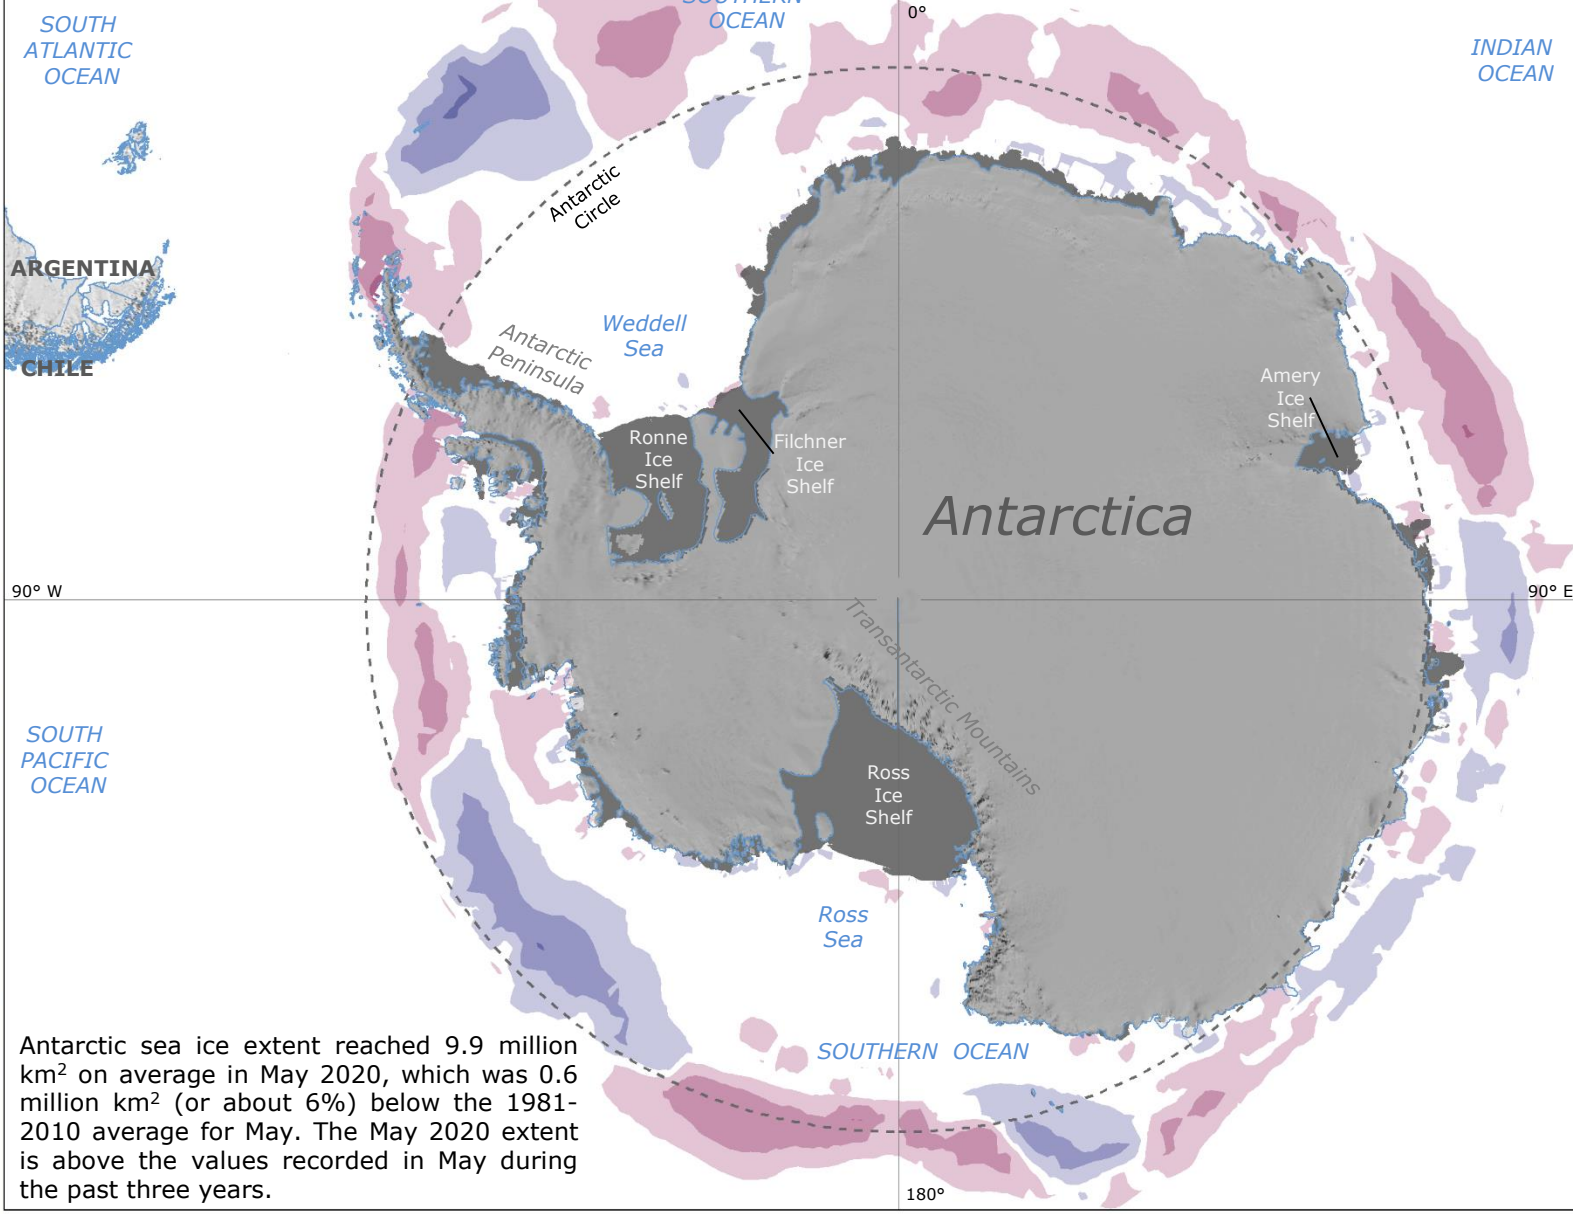 SOUTHERN
OCEAN
0°
SOUTH
ATLANTIC
OCEAN
INDIAN
OCEAN
Antarctic
Circle
ARGENTINA
CHILE
Weddell
Sea
Antarctic
Peninsula
Amery
Ice
Shelf
Ronne
Ice
Shelf
Filchner
Ice
Shelf
Antarctica
90° W
90° E
Transantarctic Mountains
SOUTH
PACIFIC
OCEAN
Ross
Ice
Shelf
Ross
Sea
SOUTHERN OCEAN
Antarctic sea ice extent reached 9.9 million
km² on average in May 2020, which was 0.6
million km² (or about 6%) below the 1981-
2010 average for May. The May 2020 extent
is above the values recorded in May during
the past three years.
180°